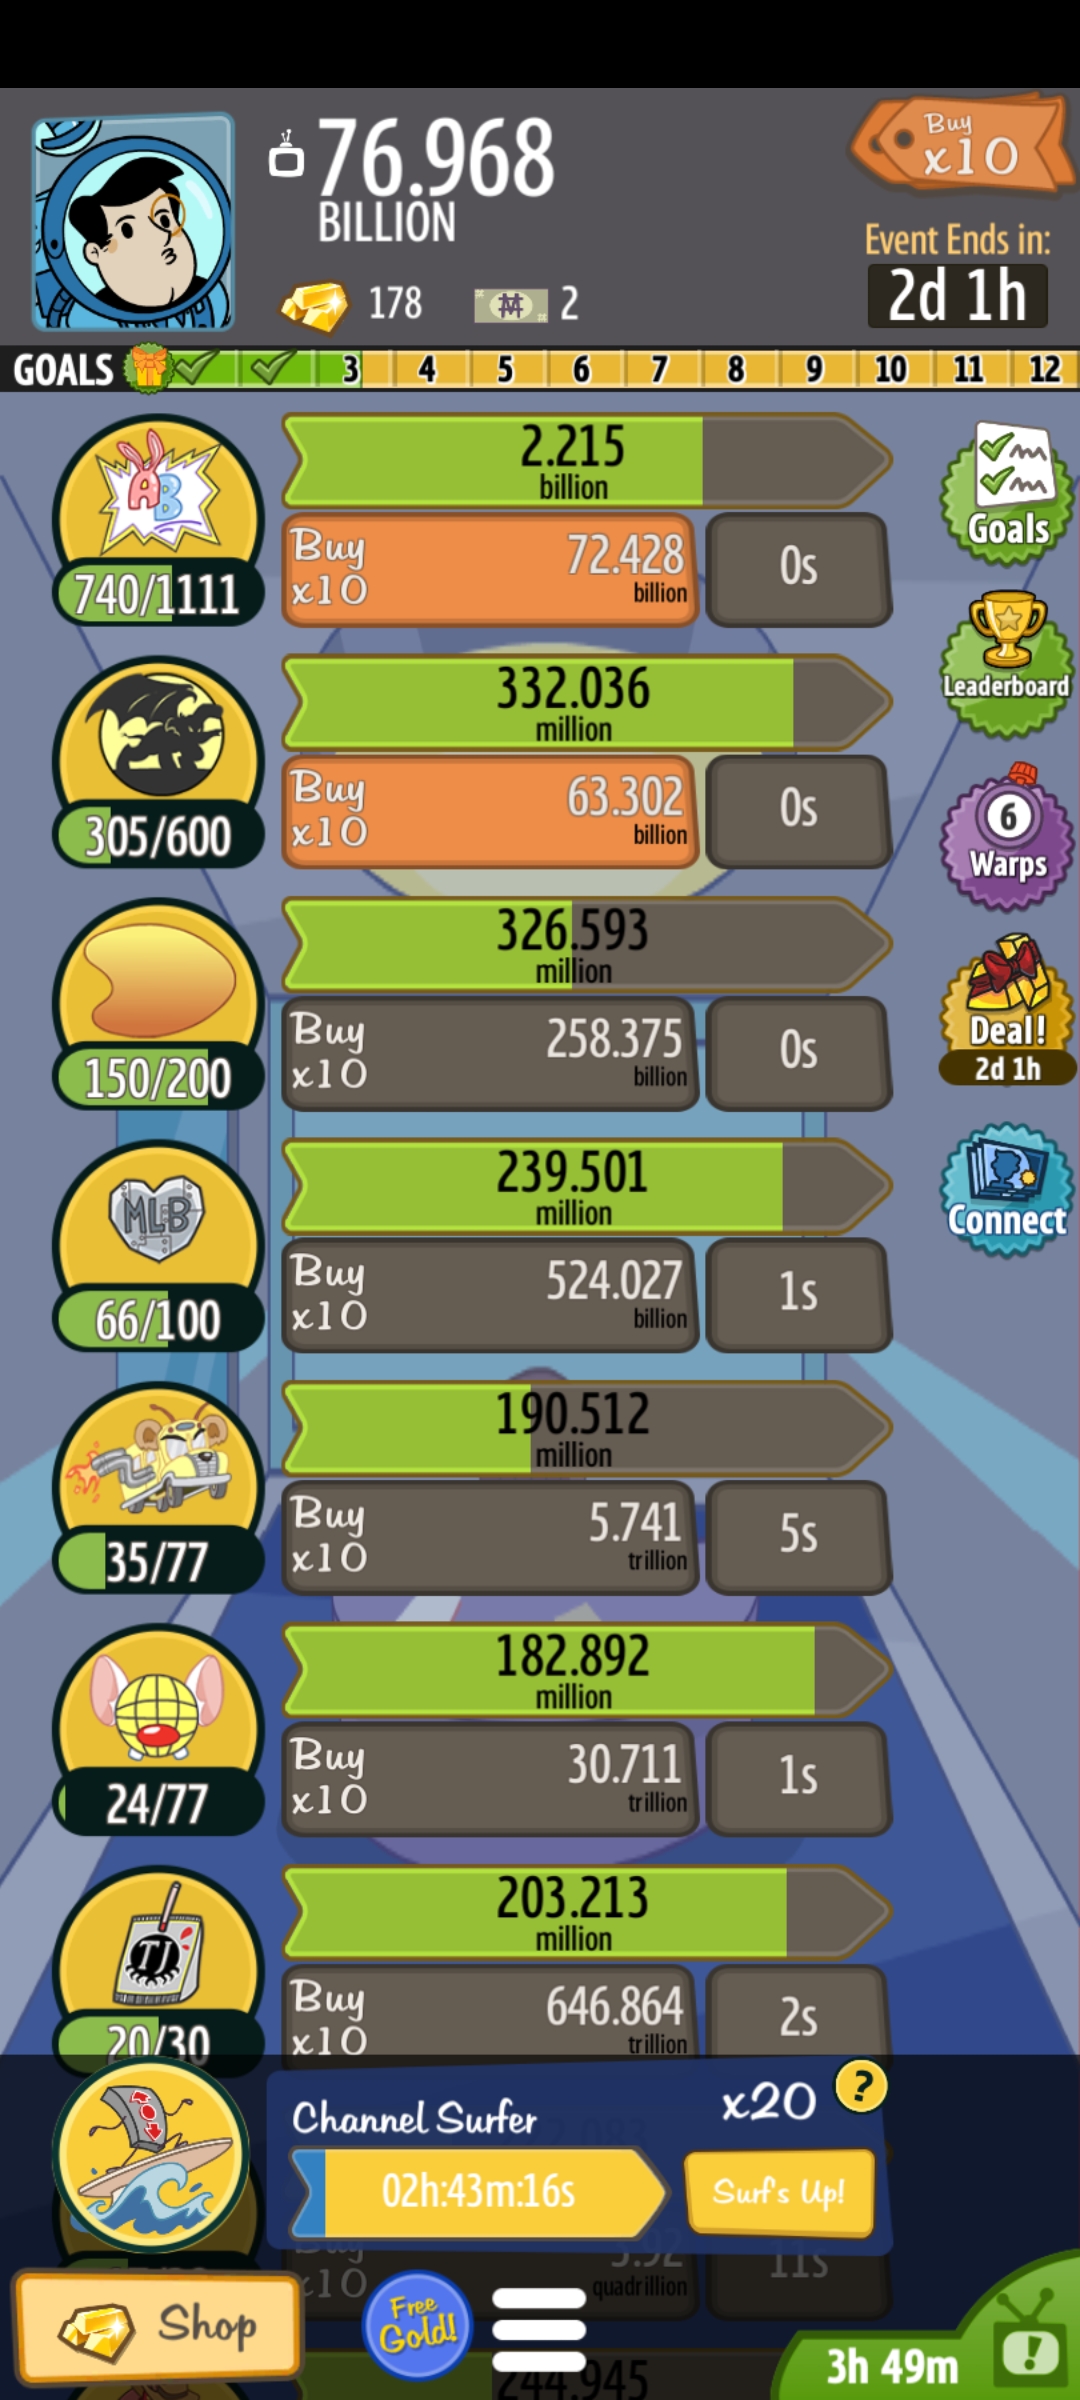 76.968
BILLION
Buy
x10
Event Ends in:
2d 1h
178
2
GOALS
3 4 5 6 7 8 9 10 11 12
AB
2.215
billion
740/1111
Buy
x10
72.428
billion
0s
Goals
332.036
million
305/600
Buy
x10
63.302
billion
0s
Leaderboard
6
Warps
326.593
million
150/200
Buy
x10
258.375
billion
0s
Deal!
2d 1h
MLB
239.501
million
66/100
Buy
x10
524.027
billion
1s
Connect
190.512
million
35/77
Buy
x10
5.741
trillion
5s
182.892
million
24/77
Buy
x10
30.711
trillion
1s
TJ
203.213
million
20/30
Buy
x10
646.864
trillion
2s
Channel Surfer
x20
?
02h:43m:16s
Surf's Up!
Buy
x10
3.92
quadrillion
11s
Shop
Free
Gold!
3h 49m
!
244.945